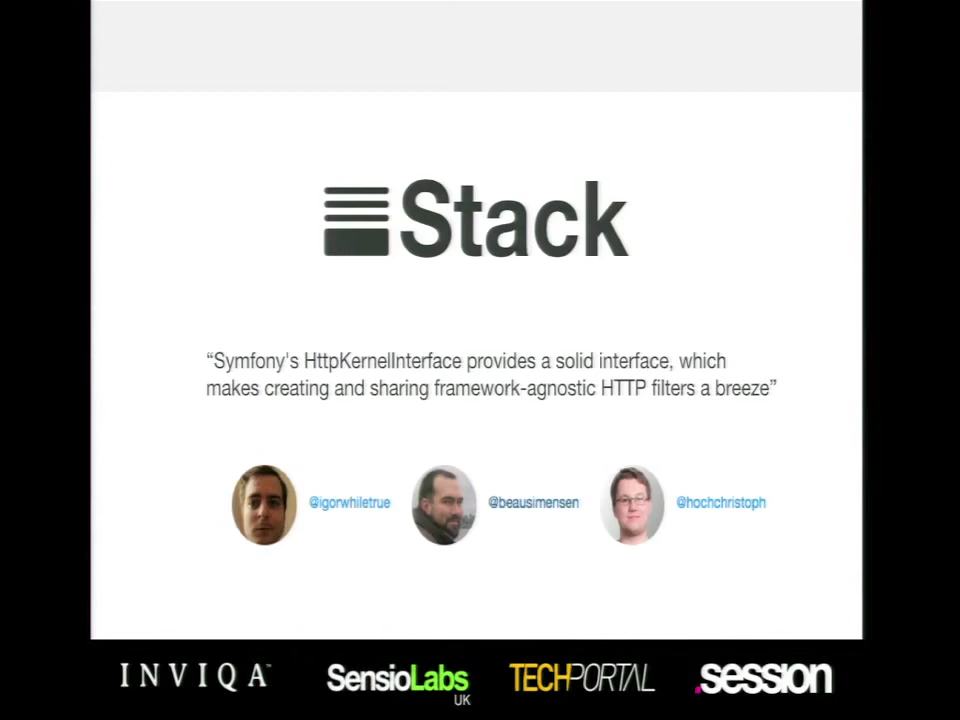 Stack
“Symfony's HttpKernelInterface provides a solid interface, which
makes creating and sharing framework-agnostic HTTP filters a breeze”
@igorwhiletrue @beausimensen @hochchristoph
INVIQA™ SensioLabs UK TECHPORTAL .session